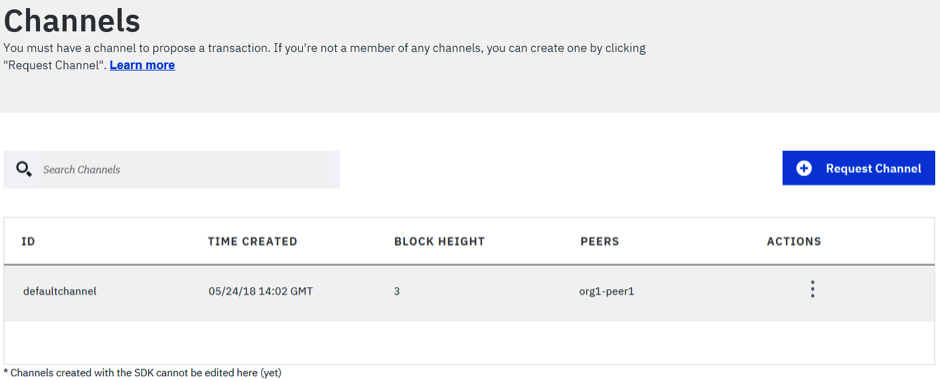 Channels
You must have a channel to propose a transaction. If you're not a member of any channels, you can create one by clicking
"Request Channel". Learn more
Search Channels
Request Channel
ID TIME CREATED BLOCK HEIGHT PEERS ACTIONS
defaultchannel 05/24/18 14:02 GMT 3 org1-peer1
* Channels created with the SDK cannot be edited here (yet)